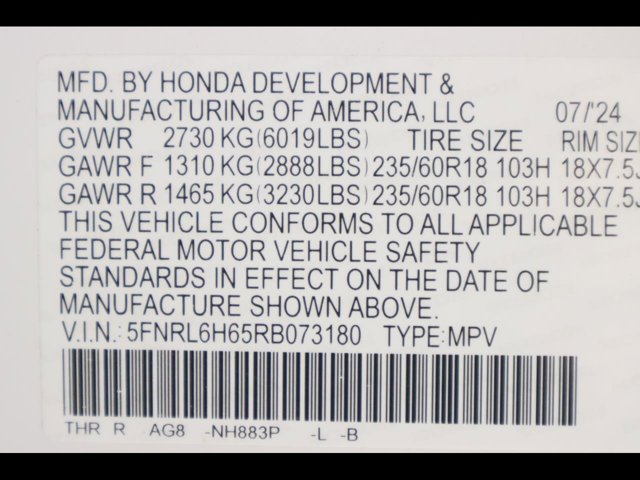 MFD. BY HONDA DEVELOPMENT &
MANUFACTURING OF AMERICA, LLC 07/'24
GVWR 2730 KG(6019LBS) TIRE SIZE RIM SIZE
GAWR F 1310 KG(2888LBS) 235/60R18 103H 18X7.5J
GAWR R 1465 KG(3230LBS) 235/60R18 103H 18X7.5J
THIS VEHICLE CONFORMS TO ALL APPLICABLE
FEDERAL MOTOR VEHICLE SAFETY
STANDARDS IN EFFECT ON THE DATE OF
MANUFACTURE SHOWN ABOVE.
V.I.N.: 5FNRL6H65RB073180 TYPE:MPV
THR R AG8 -NH883P -L -B